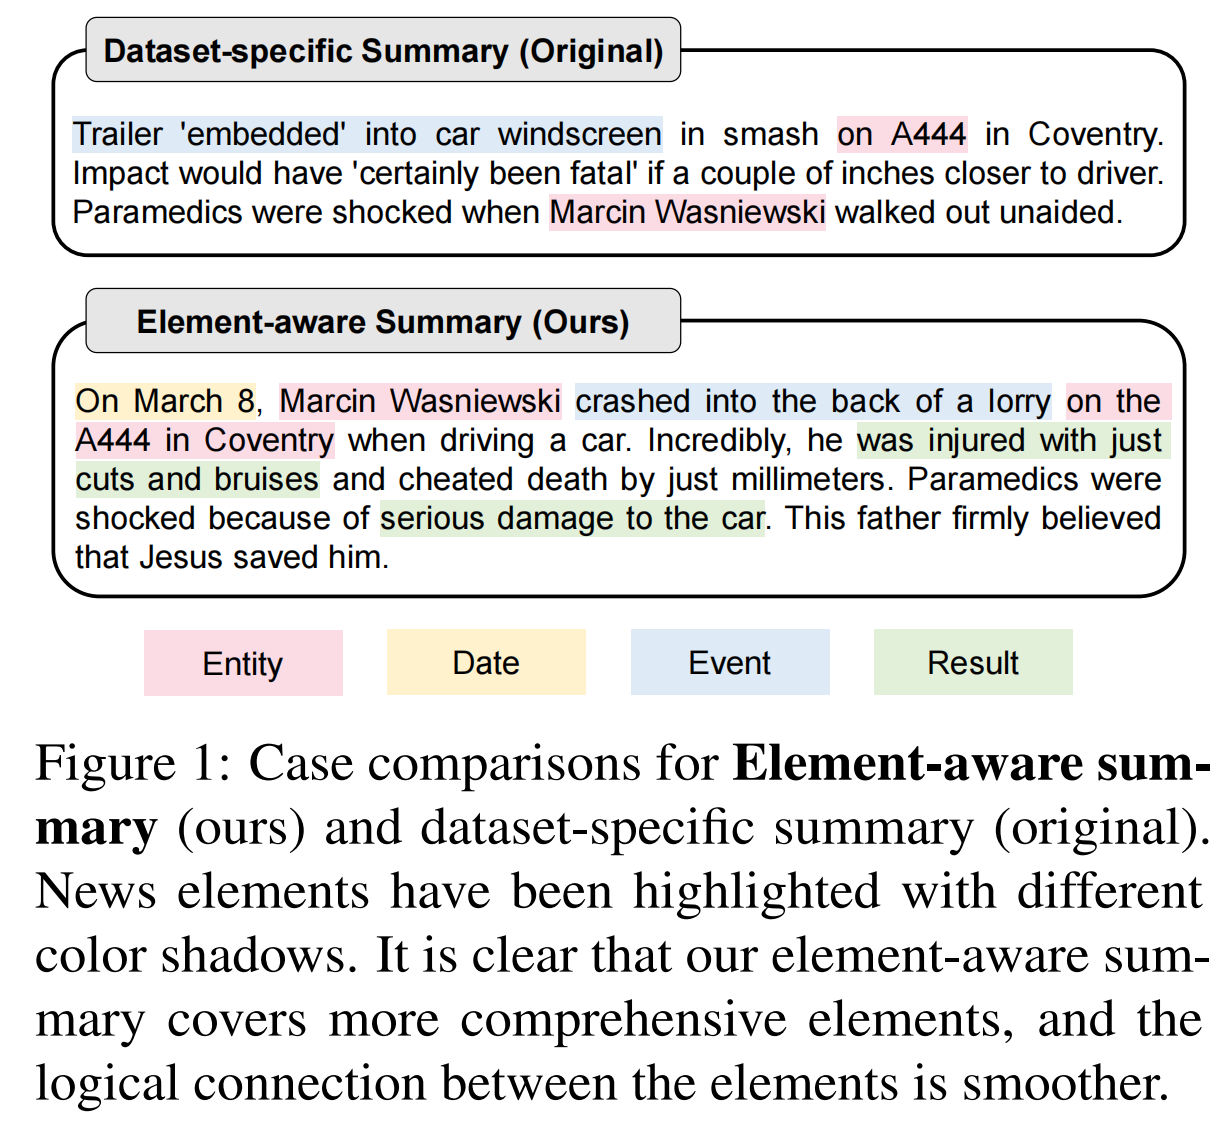 Dataset-specific Summary (Original)
Trailer 'embedded' into car windscreen in smash on A444 in Coventry.
Impact would have 'certainly been fatal' if a couple of inches closer to driver.
Paramedics were shocked when Marcin Wasniewski walked out unaided.
Element-aware Summary (Ours)
On March 8, Marcin Wasniewski crashed into the back of a lorry on the
A444 in Coventry when driving a car. Incredibly, he was injured with just
cuts and bruises and cheated death by just millimeters. Paramedics were
shocked because of serious damage to the car. This father firmly believed
that Jesus saved him.
Entity Date Event Result
Figure 1: Case comparisons for Element-aware sum-
mary (ours) and dataset-specific summary (original).
News elements have been highlighted with different
color shadows. It is clear that our element-aware sum-
mary covers more comprehensive elements, and the
logical connection between the elements is smoother.